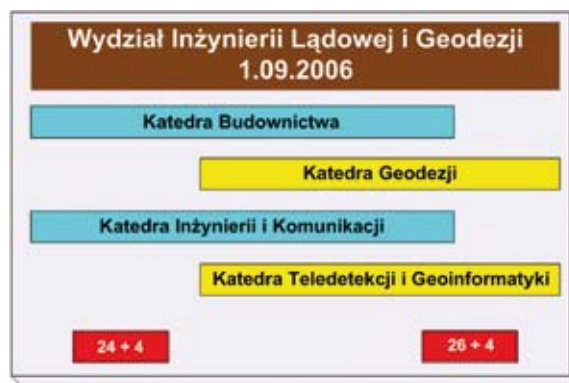 Wydział Inżynierii Lądowej i Geodezji
1.09.2006
Katedra Budownictwa
Katedra Geodezji
Katedra Inżynierii i Komunikacji
Katedra Teledetekcji i Geoinformatyki
24 + 4
26 + 4